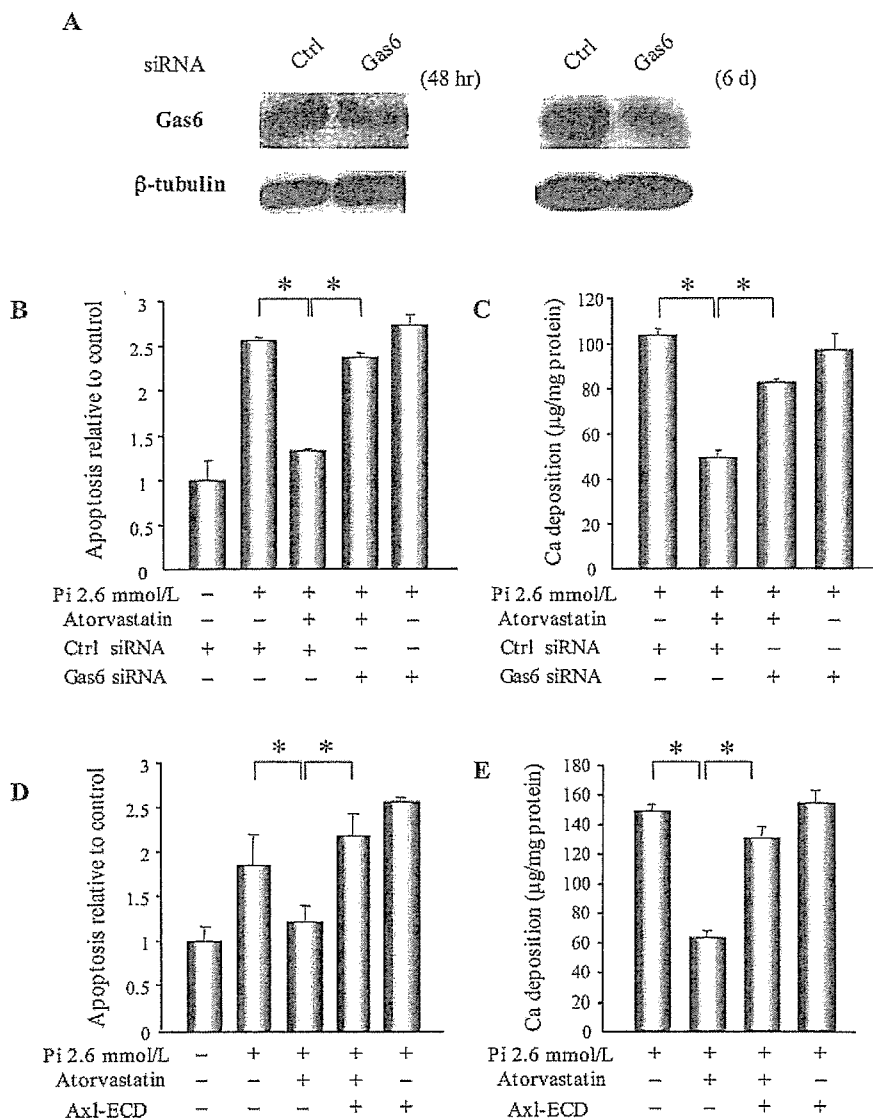 A
siRNA Ctrl Gas6 (48 hr) Ctrl Gas6 (6 d)
Gas6
β-tubulin
B
Apoptosis relative to control
3
2.5
2
1.5
1
0.5
0
* *
Pi 2.6 mmol/L – + + + +
Atorvastatin – – + + –
Ctrl siRNA + + + – –
Gas6 siRNA – – – + +
C
Ca deposition (µg/mg protein)
120
100
80
60
40
20
0
* *
Pi 2.6 mmol/L + + + +
Atorvastatin – + + –
Ctrl siRNA + + – –
Gas6 siRNA – – + +
D
Apoptosis relative to control
3
2.5
2
1.5
1
0.5
0
* *
Pi 2.6 mmol/L – + + + +
Atorvastatin – – + + –
Axl-ECD – – – + +
E
Ca deposition (µg/mg protein)
180
160
140
120
100
80
60
40
20
0
* *
Pi 2.6 mmol/L + + + +
Atorvastatin – + + –
Axl-ECD – – + +